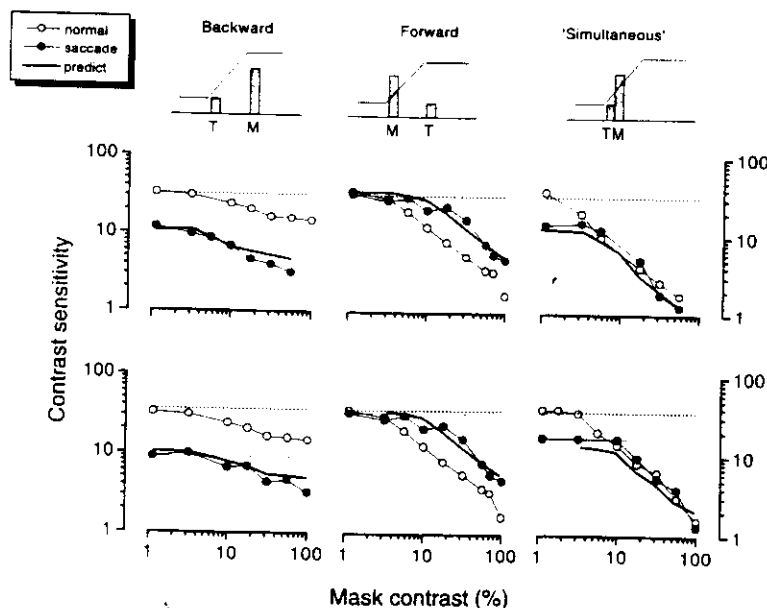 normal
saccade
predict
Backward
Forward
'Simultaneous'
T M
M T
TM
100
10
1
100
10
1
Contrast sensitivity
100
10
1
100
10
1
1 10 100
1 10 100
1 10 100
Mask contrast (%)